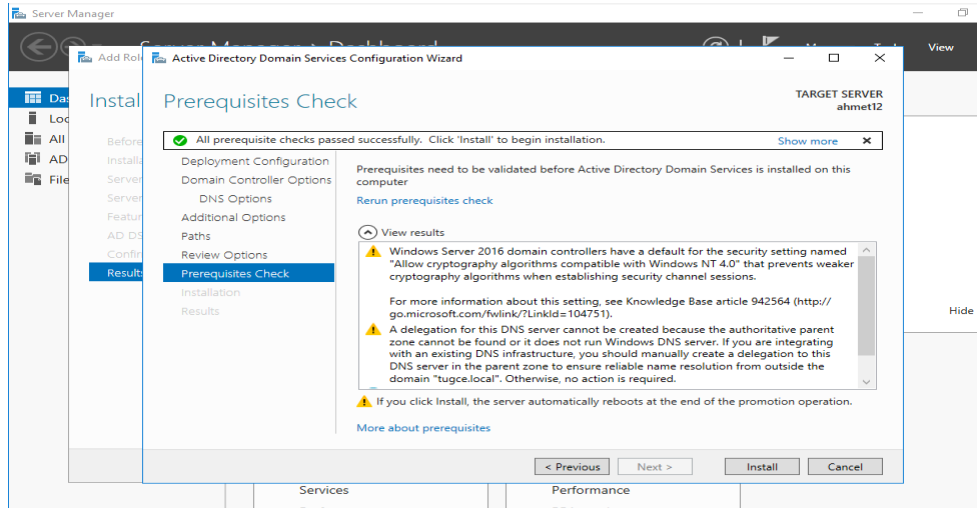 Server Manager
View
Add Rol
Active Directory Domain Services Configuration Wizard
Das
Loc
All
AD
File
Instal
Before
Installa
Server
Server
Featur
AD DS
Confir
Results
Prerequisites Check
TARGET SERVER
ahmet12
All prerequisite checks passed successfully. Click 'Install' to begin installation.
Show more
Deployment Configuration
Domain Controller Options
DNS Options
Additional Options
Paths
Review Options
Prerequisites Check
Installation
Results
Prerequisites need to be validated before Active Directory Domain Services is installed on this
computer
Rerun prerequisites check
View results
Windows Server 2016 domain controllers have a default for the security setting named
"Allow cryptography algorithms compatible with Windows NT 4.0" that prevents weaker
cryptography algorithms when establishing security channel sessions.
For more information about this setting, see Knowledge Base article 942564 (http://
go.microsoft.com/fwlink/?LinkId=104751).
A delegation for this DNS server cannot be created because the authoritative parent
zone cannot be found or it does not run Windows DNS server. If you are integrating
with an existing DNS infrastructure, you should manually create a delegation to this
DNS server in the parent zone to ensure reliable name resolution from outside the
domain "tugce.local". Otherwise, no action is required.
If you click Install, the server automatically reboots at the end of the promotion operation.
More about prerequisites
< Previous
Next >
Install
Cancel
Hide
Services
Performance